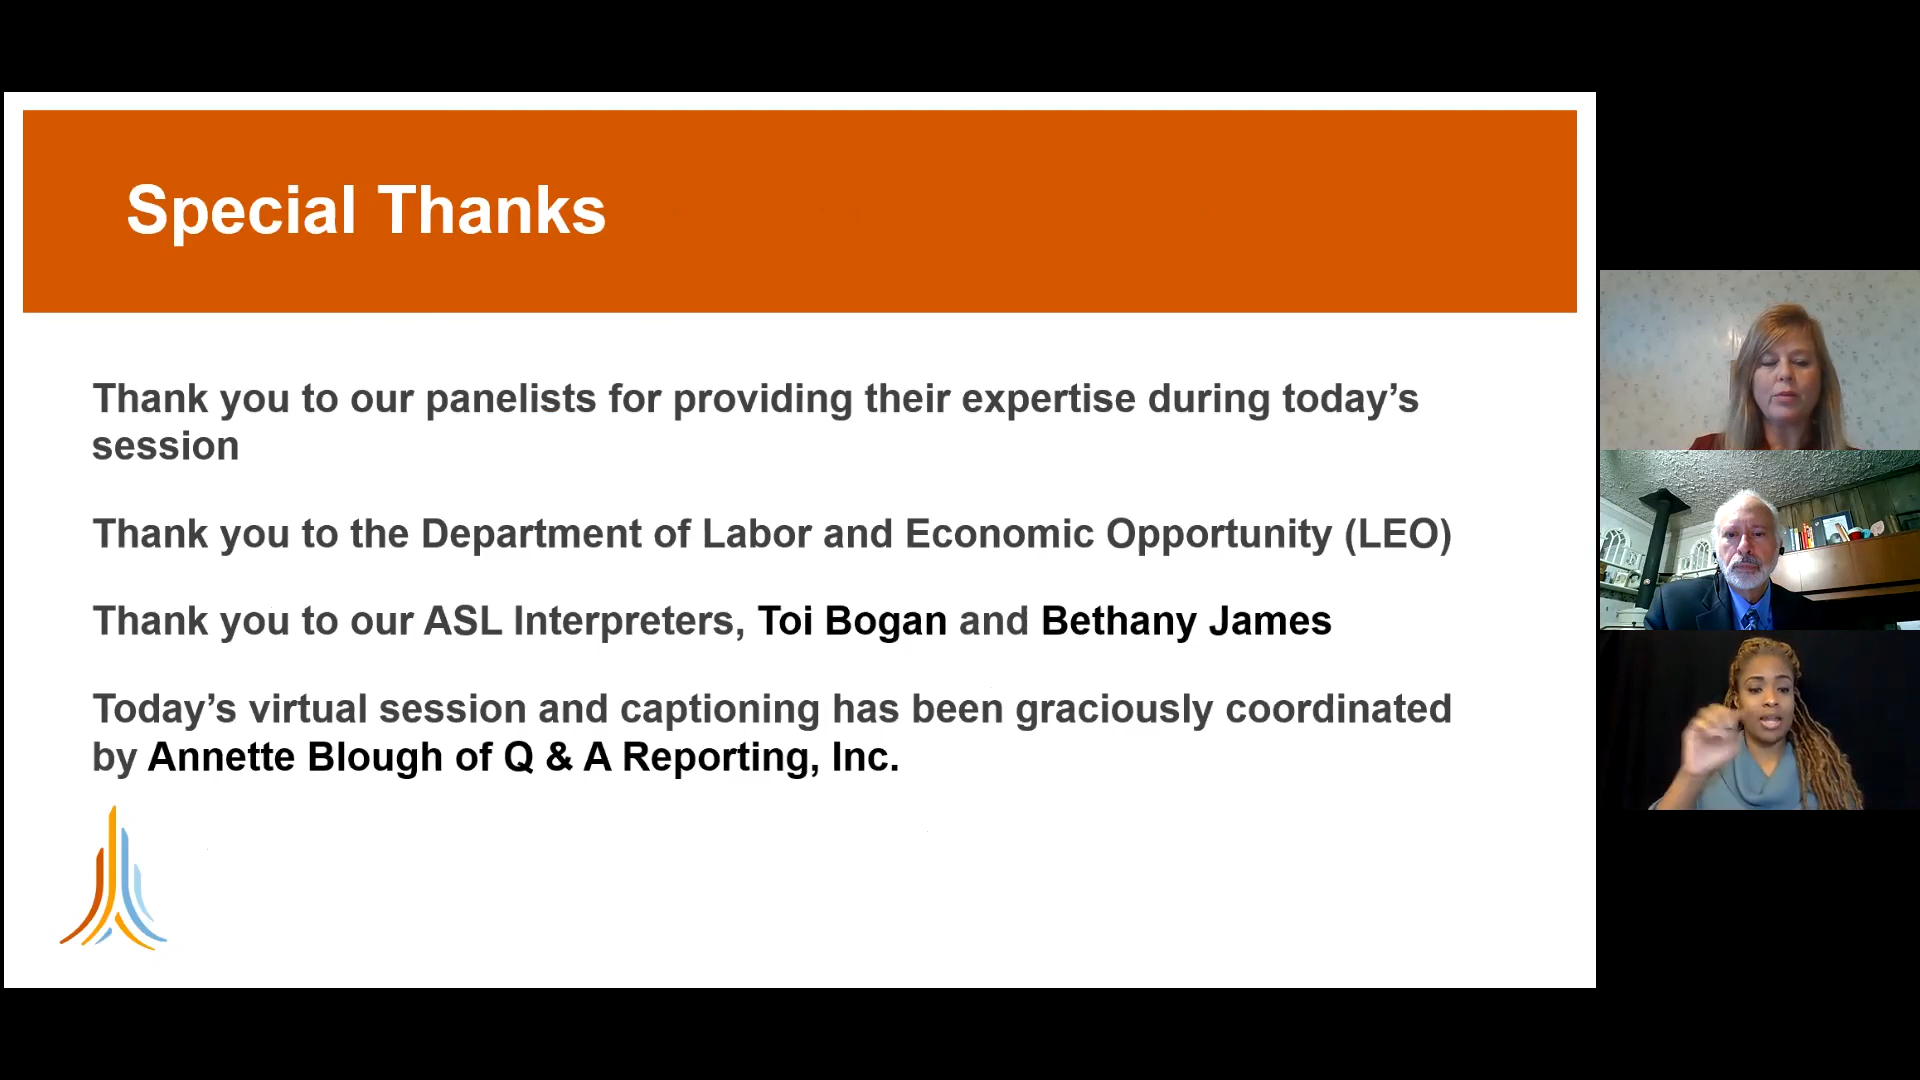 Special Thanks
Thank you to our panelists for providing their expertise during today’s
session
Thank you to the Department of Labor and Economic Opportunity (LEO)
Thank you to our ASL Interpreters, Toi Bogan and Bethany James
Today’s virtual session and captioning has been graciously coordinated
by Annette Blough of Q & A Reporting, Inc.